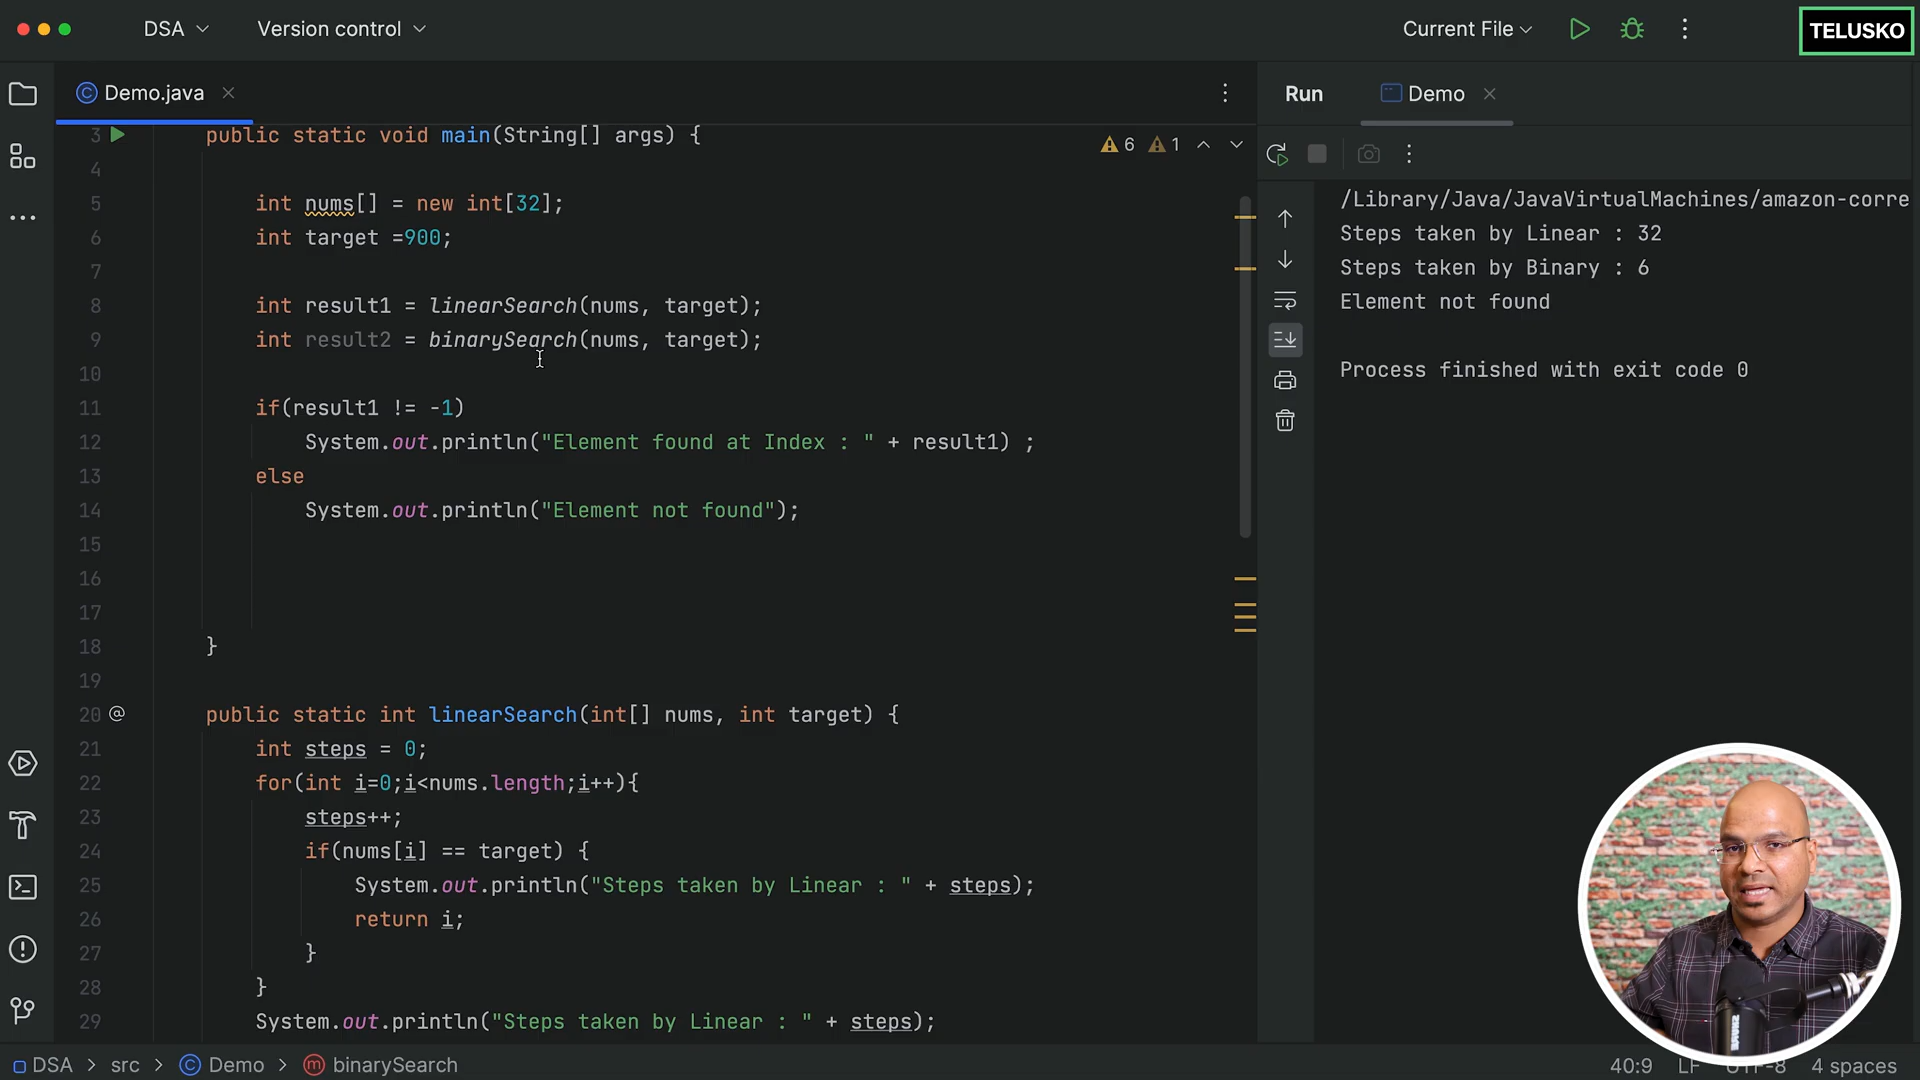 DSA
Version control
Current File
TELUSKO
Demo.java
Run
Demo
3 public static void main(String[] args) {
6 1
4
5 int nums[] = new int[32];
6 int target =900;
7
8 int result1 = linearSearch(nums, target);
9 int result2 = binarySearch(nums, target);
10
11 if(result1 != -1)
12 System.out.println("Element found at Index : " + result1) ;
13 else
14 System.out.println("Element not found");
15
16
17
18 }
19
20 @ public static int linearSearch(int[] nums, int target) {
21 int steps = 0;
22 for(int i=0;i<nums.length;i++){
23 steps++;
24 if(nums[i] == target) {
25 System.out.println("Steps taken by Linear : " + steps);
26 return i;
27 }
28 }
29 System.out.println("Steps taken by Linear : " + steps);
/Library/Java/JavaVirtualMachines/amazon-corre
Steps taken by Linear : 32
Steps taken by Binary : 6
Element not found
Process finished with exit code 0
DSA > src > Demo > binarySearch
40:9 LF UTF-8 4 spaces